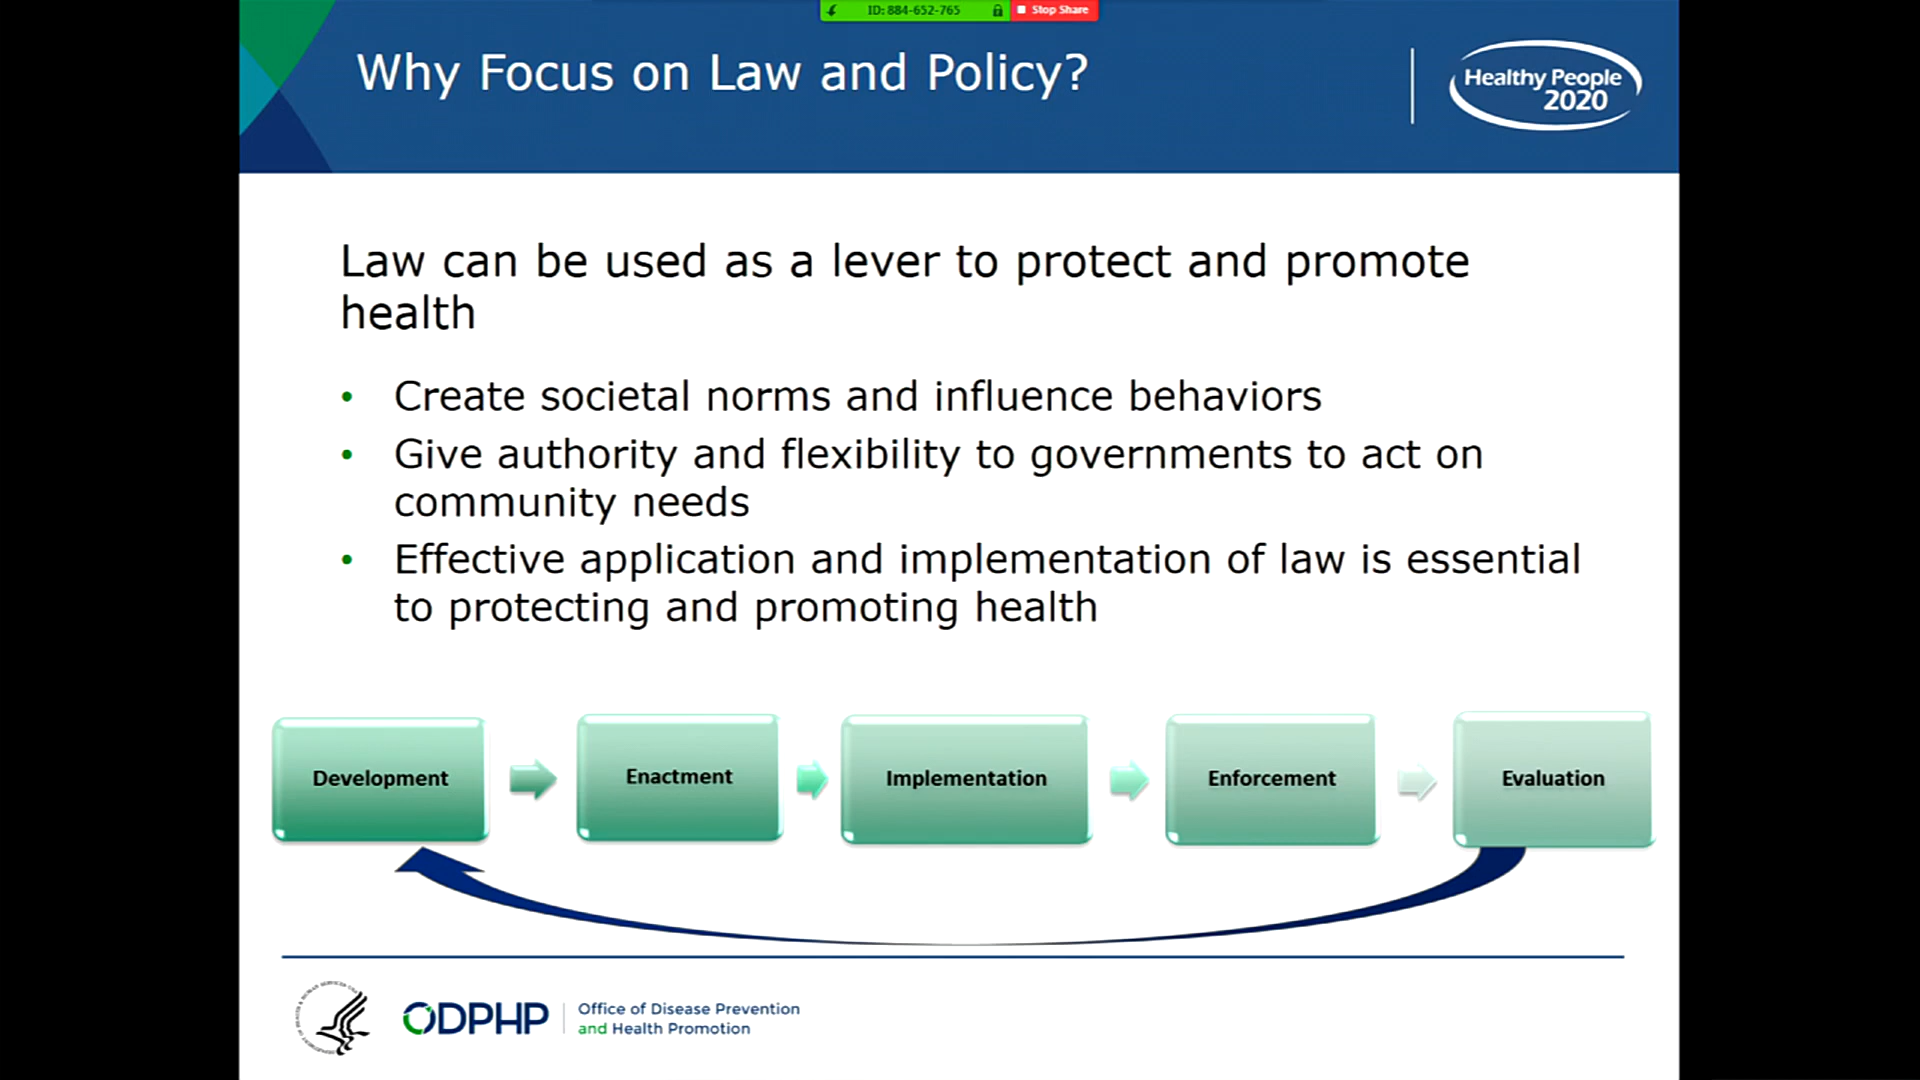 ID: 884-652-765
Stop Share
Why Focus on Law and Policy?
Healthy People
2020
Law can be used as a lever to protect and promote
health
• Create societal norms and influence behaviors
• Give authority and flexibility to governments to act on
community needs
• Effective application and implementation of law is essential
to protecting and promoting health
Development
Enactment
Implementation
Enforcement
Evaluation
ODPHP
Office of Disease Prevention
and Health Promotion